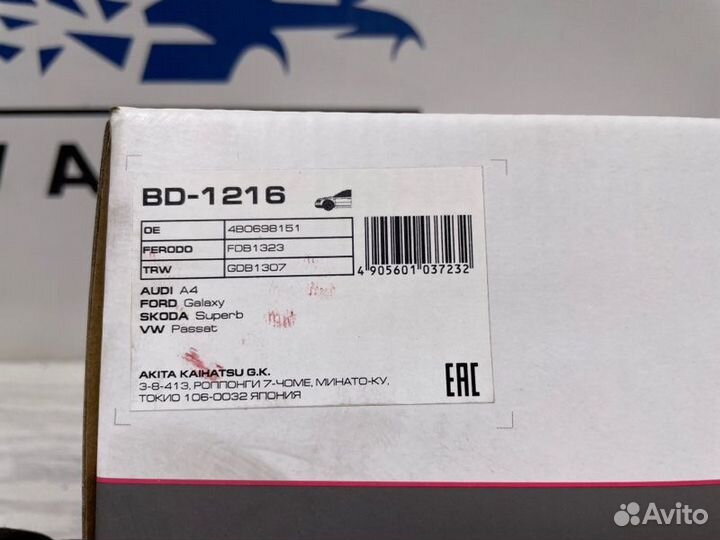 W A
BD-1216
OE 4B0698151
FERODO FDB1323
TRW GDB1307
4 905601 037232
AUDI A4
FORD Galaxy
SKODA Superb
VW Passat
AKITA KAIHATSU G.K.
3-8-413, РОППОНГИ 7-ЧОМЕ, МИНАТО-КУ,
ТОКИО 106-0032 ЯПОНИЯ
EAC
Avito